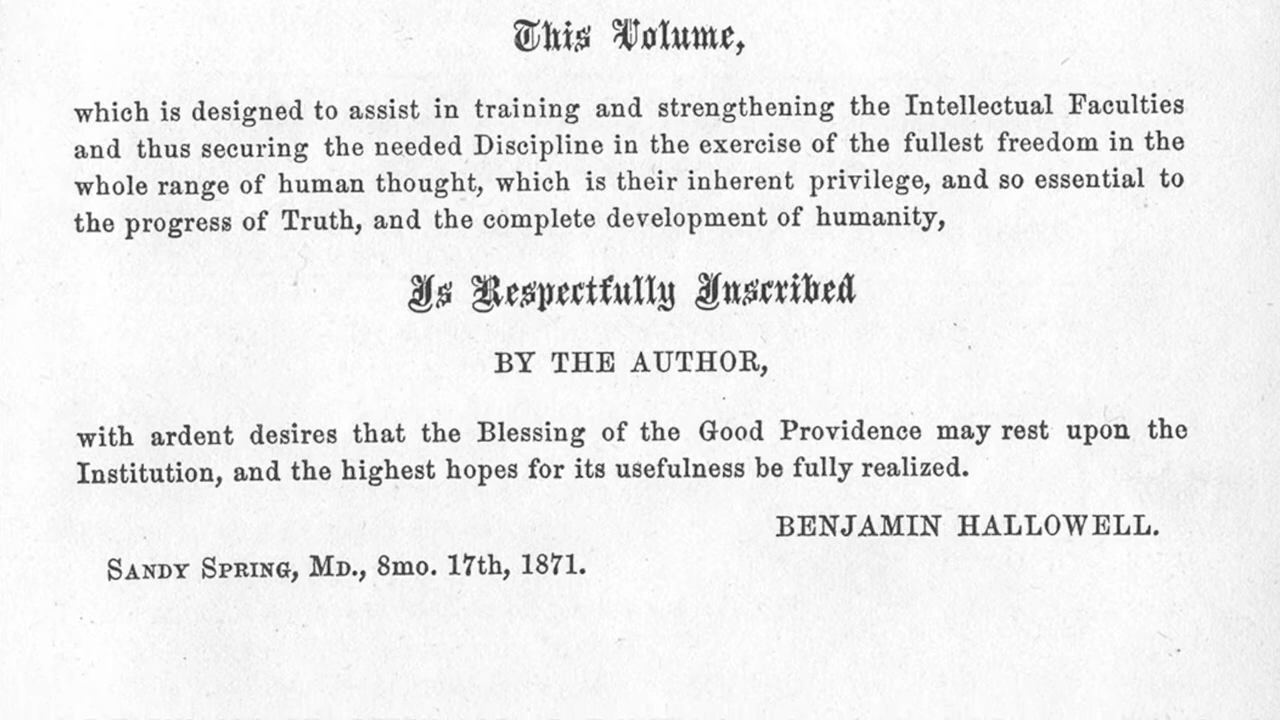 This Volume,
which is designed to assist in training and strengthening the Intellectual Faculties
and thus securing the needed Discipline in the exercise of the fullest freedom in the
whole range of human thought, which is their inherent privilege, and so essential to
the progress of Truth, and the complete development of humanity,
Is Respectfully Inscribed
BY THE AUTHOR,
with ardent desires that the Blessing of the Good Providence may rest upon the
Institution, and the highest hopes for its usefulness be fully realized.
BENJAMIN HALLOWELL.
SANDY SPRING, MD., 8mo. 17th, 1871.